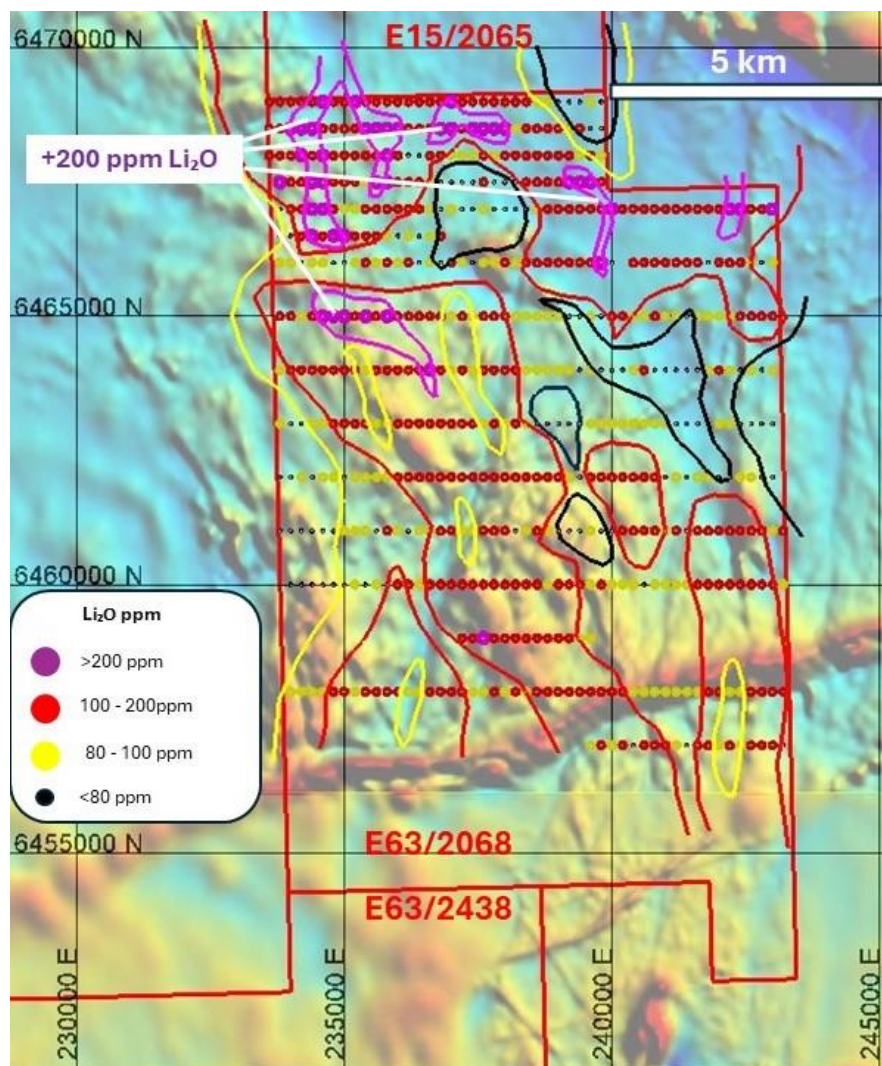 6470000 N
E15/2065
5 km
+200 ppm Li₂O
6465000 N
6460000 N
Li₂O ppm
>200 ppm
100 - 200ppm
80 - 100 ppm
<80 ppm
6455000 N
E63/2068
E63/2438
230000 E
235000 E
240000 E
245000 E